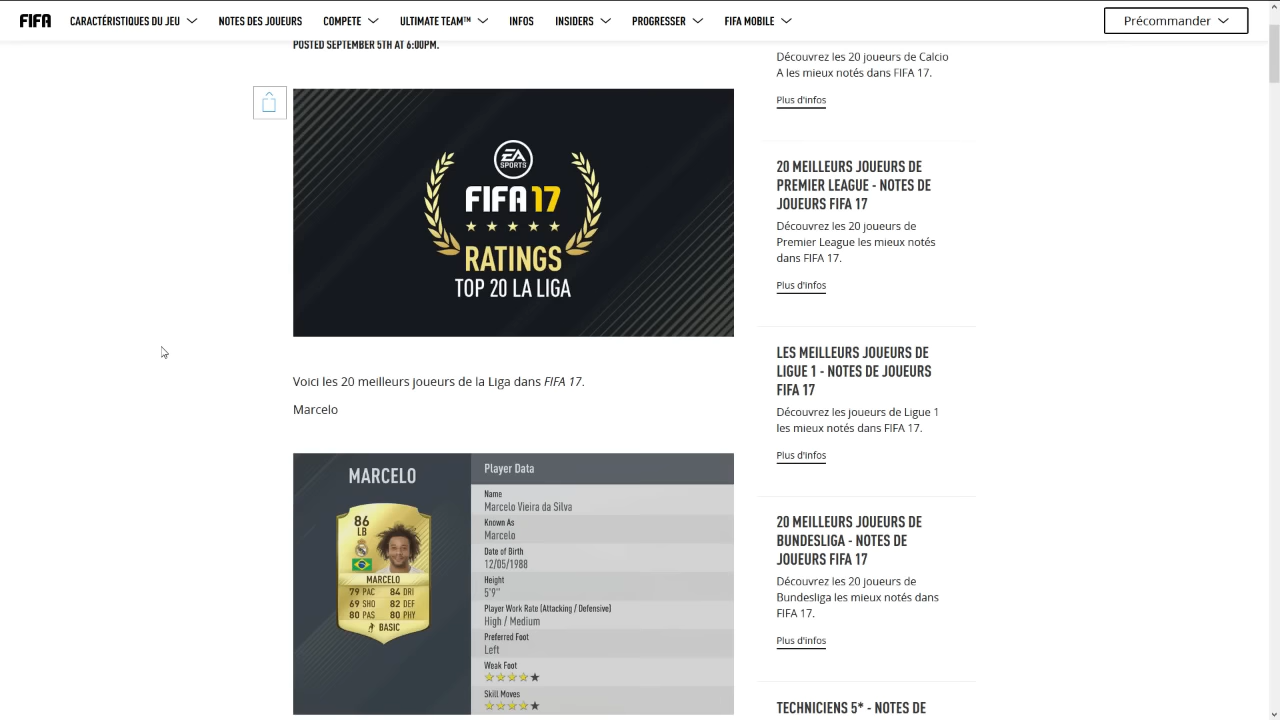 FIFA CARACTÉRISTIQUES DU JEU NOTES DES JOUEURS COMPETE ULTIMATE TEAM™ INFOS INSIDERS PROGRESSER FIFA MOBILE Précommander
POSTED SEPTEMBER 5TH AT 6:00PM.
EA
SPORTS
FIFA 17
RATINGS
TOP 20 LA LIGA
Voici les 20 meilleurs joueurs de la Liga dans FIFA 17.
Marcelo
MARCELO
86
LB
MARCELO
79 PAC 84 DRI
69 SHO 82 DEF
80 PAS 80 PHY
BASIC
Player Data
Name
Marcelo Vieira da Silva
Known As
Marcelo
Date of Birth
12/05/1988
Height
5'9"
Player Work Rate (Attacking / Defensive)
High / Medium
Preferred Foot
Left
Weak Foot
Skill Moves
Découvrez les 20 joueurs de Calcio
A les mieux notés dans FIFA 17.
Plus d'infos
20 MEILLEURS JOUEURS DE
PREMIER LEAGUE - NOTES DE
JOUEURS FIFA 17
Découvrez les 20 joueurs de
Premier League les mieux notés
dans FIFA 17.
Plus d'infos
LES MEILLEURS JOUEURS DE
LIGUE 1 - NOTES DE JOUEURS
FIFA 17
Découvrez les joueurs de Ligue 1
les mieux notés dans FIFA 17.
Plus d'infos
20 MEILLEURS JOUEURS DE
BUNDESLIGA - NOTES DE
JOUEURS FIFA 17
Découvrez les 20 joueurs de
Bundesliga les mieux notés dans
FIFA 17.
Plus d'infos
TECHNICIENS 5* - NOTES DE